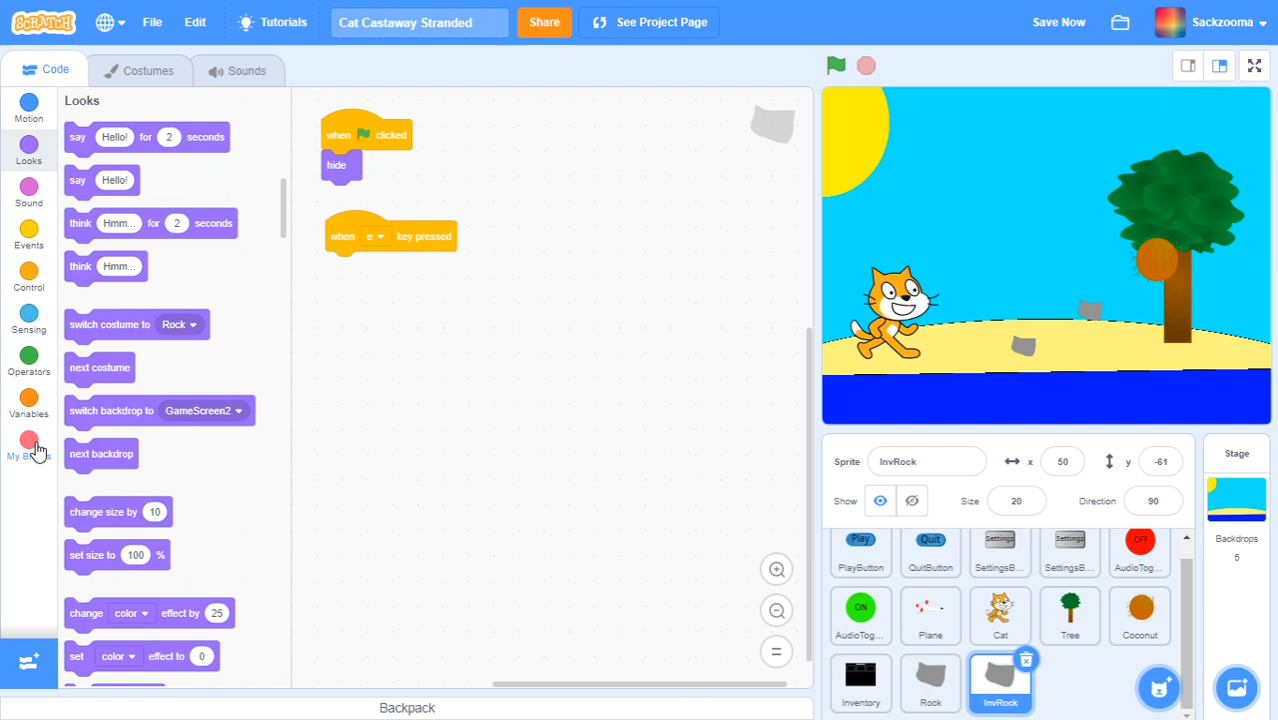 SCRATCH File Edit Tutorials Cat Castaway Stranded Share See Project Page Save Now Sackzooma
Code Costumes Sounds
Motion
Looks
Sound
Events
Control
Sensing
Operators
Variables
Looks
say Hello! for 2 seconds
say Hello!
think Hmm... for 2 seconds
think Hmm...
switch costume to Rock
next costume
switch backdrop to GameScreen2
next backdrop
change size by 10
set size to 100 %
change color effect by 25
set color effect to 0
when clicked
hide
when e key pressed
Backpack
Sprite InvRock x 50 y -61
Show Size 20 Direction 90
Play Quit Settings Settings OFF
PlayButton QuitButton SettingsB... SettingsB... AudioTog...
ON
AudioTog... Plane Cat Tree Coconut
Inventory Rock InvRock
Stage
Backdrops
5